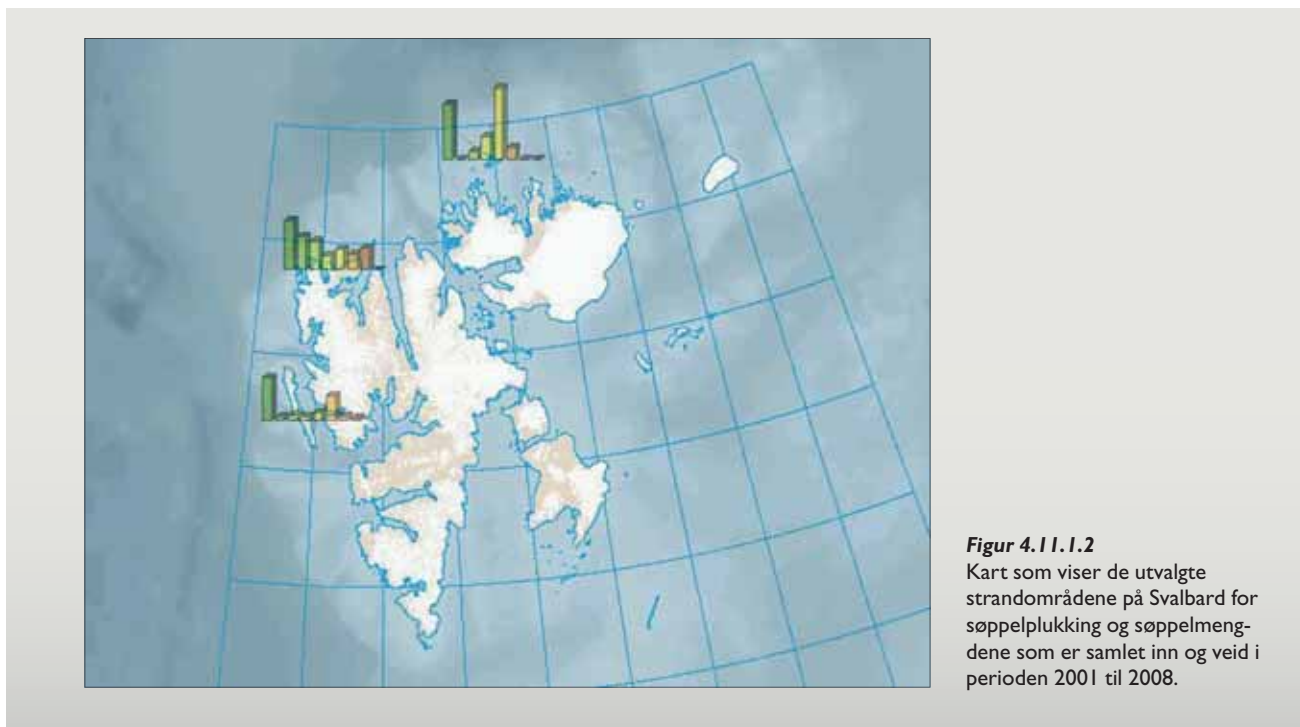 Figur 4.11.1.2
Kart som viser de utvalgte
strandområdene på Svalbard for
søppelplukking og søppelmeng-
dene som er samlet inn og veid i
perioden 2001 til 2008.